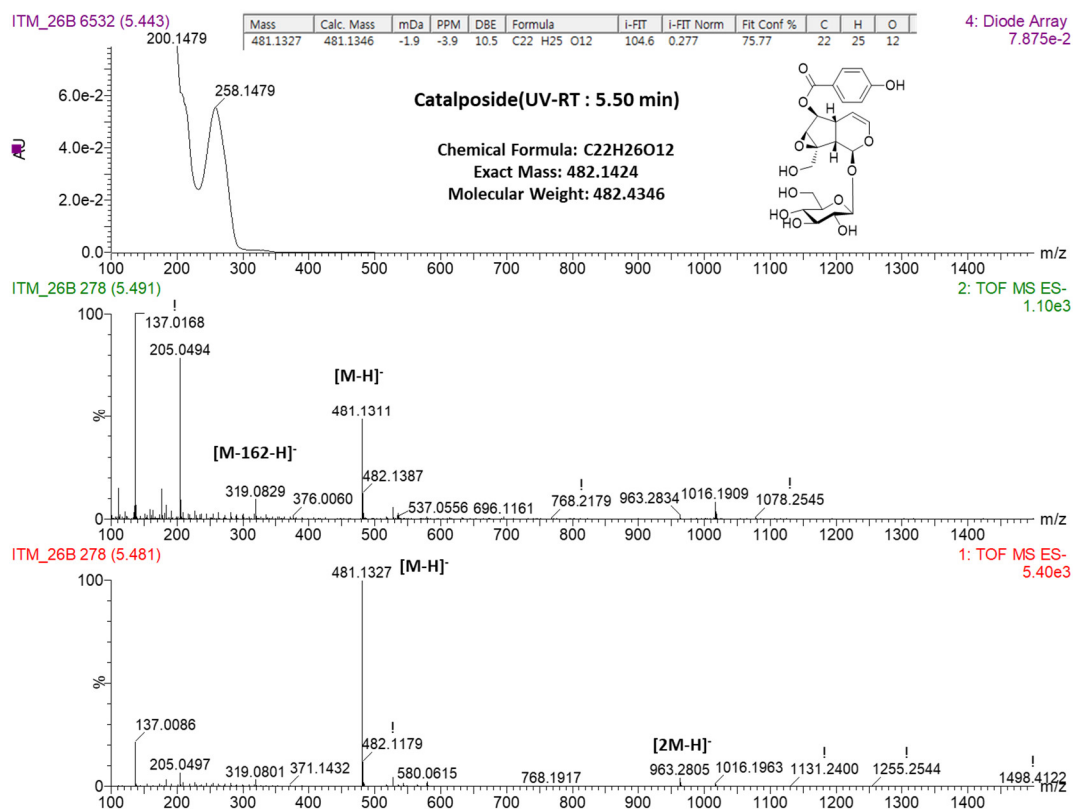 ITM_26B 6532 (5.443)
4: Diode Array
7.875e-2
Mass Calc. Mass mDa PPM DBE Formula i-FIT i-FIT Norm Fit Conf % C H O
481.1327 481.1346 -1.9 -3.9 10.5 C22 H25 O12 104.6 0.277 75.77 22 25 12
200.1479
258.1479
Catalposide(UV-RT : 5.50 min)
Chemical Formula: C22H26O12
Exact Mass: 482.1424
Molecular Weight: 482.4346
O
OH
O
H
O
O
H
HO
O
HO
O
HO
HO
OH
AU
6.0e-2
4.0e-2
2.0e-2
0.0
100 200 300 400 500 600 700 800 900 1000 1100 1200 1300 1400
m/z
ITM_26B 278 (5.491)
2: TOF MS ES-
1.10e3
100
%
0
!
137.0168
205.0494
[M-H]-
481.1311
[M-162-H]-
482.1387
319.0829
376.0060
537.0556
696.1161
!
768.2179
963.2834
1016.1909
!
1078.2545
100 200 300 400 500 600 700 800 900 1000 1100 1200 1300 1400
m/z
ITM_26B 278 (5.481)
1: TOF MS ES-
5.40e3
100
%
0
481.1327
[M-H]-
137.0086
205.0497
319.0801
371.1432
!
482.1179
580.0615
768.1917
[2M-H]-
963.2805
1016.1963
!
1131.2400
!
1255.2544
!
1498.4122
100 200 300 400 500 600 700 800 900 1000 1100 1200 1300 1400
m/z